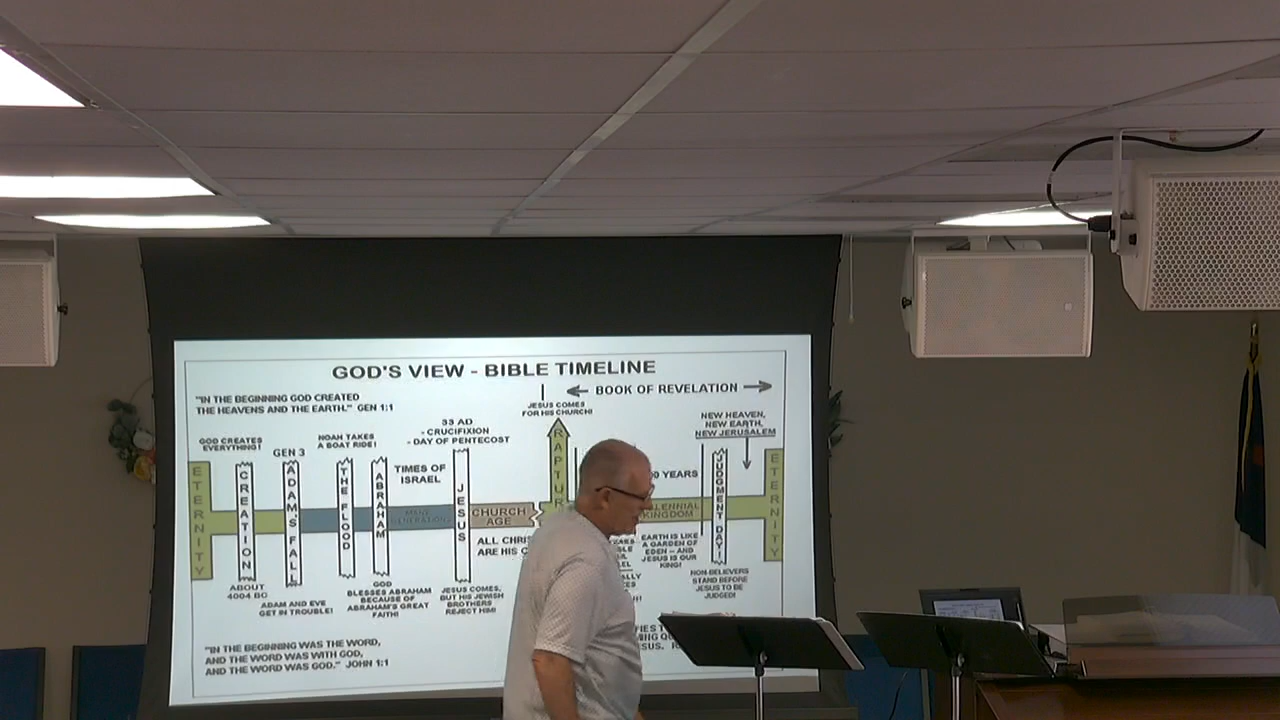 GOD'S VIEW - BIBLE TIMELINE
"IN THE BEGINNING GOD CREATED
THE HEAVENS AND THE EARTH." GEN 1:1
JESUS COMES
FOR HIS CHURCH!
BOOK OF REVELATION
GOD CREATES
EVERYTHING!
GEN 3
NOAH TAKES
A BOAT RIDE!
33 AD
- CRUCIFIXION
- DAY OF PENTECOST
TIMES OF
ISRAEL
NEW HEAVEN,
NEW EARTH,
NEW JERUSALEM
YEARS
ETERNITY
CREATION
ADAM'S FALL
THE FLOOD
ABRAHAM
MANY
GENERATIONS
JESUS
CHURCH
AGE
RAPTUR
KINGDOM
JUDGMENT DAY!
ETERNITY
ALL
ARE HIS
EARTH IS LIKE
A GARDEN OF
EDEN - AND
JESUS IS OUR
KING!
ABOUT
4004 BC
ADAM AND EVE
GET IN TROUBLE!
GOD
BLESSES ABRAHAM
BECAUSE OF
ABRAHAM'S GREAT
FAITH!
JESUS COMES,
BUT HIS JEWISH
BROTHERS
REJECT HIM!
NON-BELIEVERS
STAND BEFORE
JESUS TO BE
JUDGED!
"IN THE BEGINNING WAS THE WORD,
AND THE WORD WAS WITH GOD,
AND THE WORD WAS GOD." JOHN 1:1